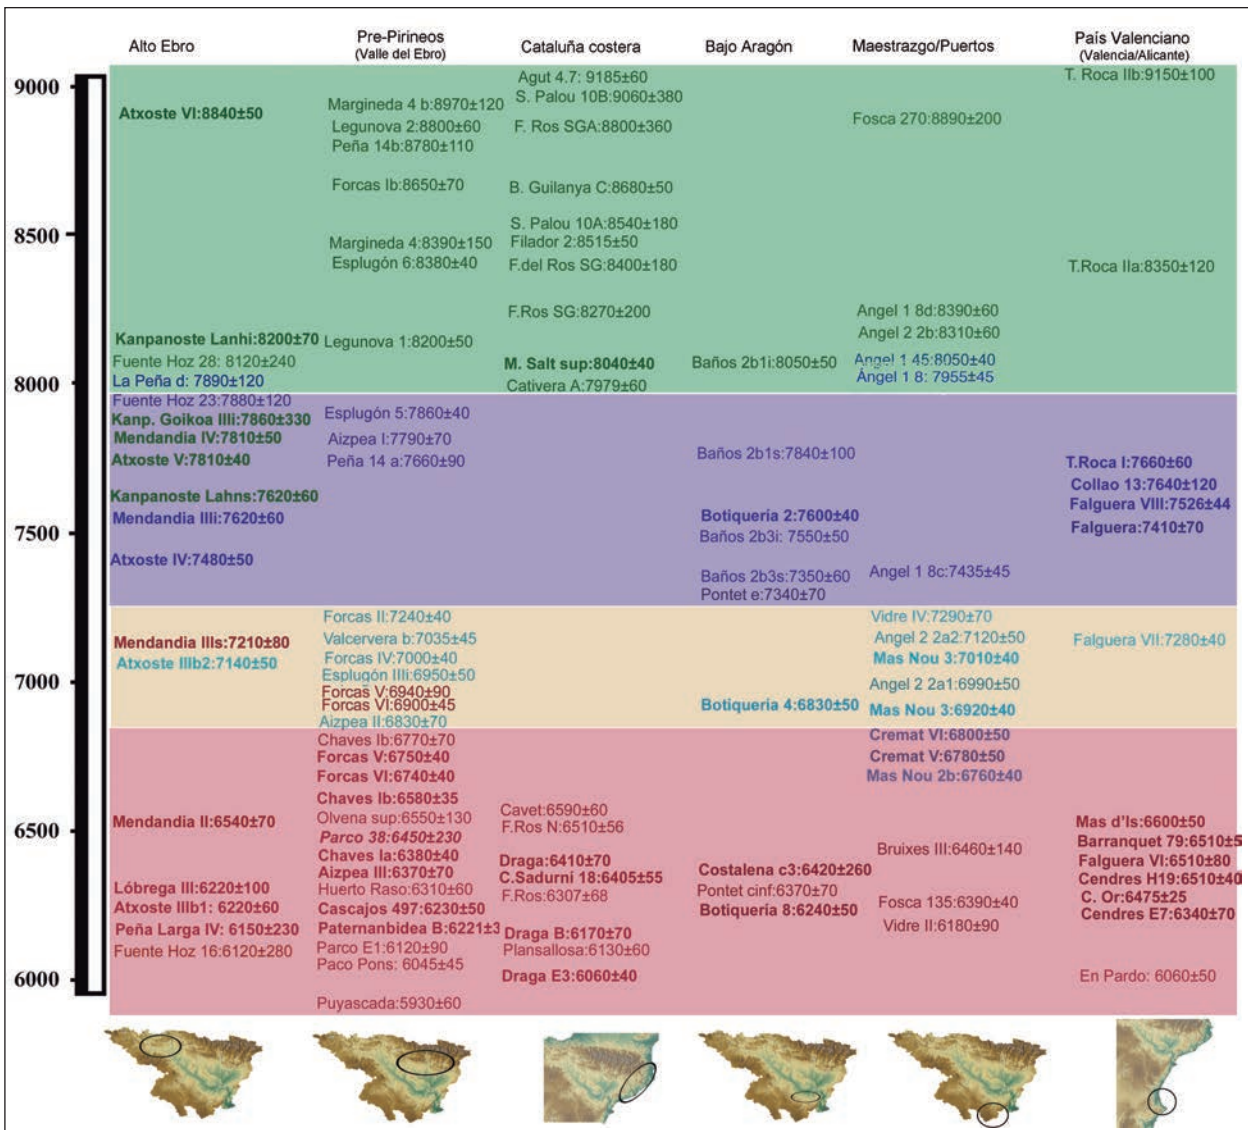 Alto Ebro
Pre-Pirineos
(Valle del Ebro)
Cataluña costera
Bajo Aragón
Maestrazgo/Puertos
País Valenciano
(Valencia/Alicante)
9000
8500
8000
7500
7000
6500
6000
Atxoste VI:8840±50
Kanpanoste Lanhi:8200±70
Fuente Hoz 28: 8120±240
La Peña d: 7890±120
Fuente Hoz 23:7880±120
Kanp. Goikoa IIIi:7860±330
Mendandia IV:7810±50
Atxoste V:7810±40
Kanpanoste Lahns:7620±60
Mendandia IIIi:7620±60
Atxoste IV:7480±50
Mendandia IIIs:7210±80
Atxoste IIIb2:7140±50
Mendandia II:6540±70
Lóbrega III:6220±100
Atxoste IIIb1: 6220±60
Peña Larga IV: 6150±230
Fuente Hoz 16:6120±280
Margineda 4 b:8970±120
Legunova 2:8800±60
Peña 14b:8780±110
Forcas Ib:8650±70
Margineda 4:8390±150
Esplugón 6:8380±40
Legunova 1:8200±50
Esplugón 5:7860±40
Aizpea I:7790±70
Peña 14 a:7660±90
Forcas II:7240±40
Valcervera b:7035±45
Forcas IV:7000±40
Esplugón IIIi:6950±50
Forcas V:6940±90
Forcas VI:6900±45
Aizpea II:6830±70
Chaves Ib:6770±70
Forcas V:6750±40
Forcas VI:6740±40
Chaves Ib:6580±35
Olvena sup:6550±130
Parco 38:6450±230
Chaves Ia:6380±40
Aizpea III:6370±70
Huerto Raso:6310±60
Cascajos 497:6230±50
Paternanbidea B:6221±3
Parco E1:6120±90
Paco Pons: 6045±45
Puyascada:5930±60
Agut 4.7: 9185±60
S. Palou 10B:9060±380
F. Ros SGA:8800±360
B. Guilanya C:8680±50
S. Palou 10A:8540±180
Filador 2:8515±50
F.del Ros SG:8400±180
F.Ros SG:8270±200
M. Salt sup:8040±40
Cativera A:7979±60
Cavet:6590±60
F.Ros N:6510±56
Draga:6410±70
C.Sadurní 18:6405±55
F.Ros:6307±68
Draga B:6170±70
Plansallosa:6130±60
Draga E3:6060±40
Baños 2b1i:8050±50
Baños 2b1s:7840±100
Botiquería 2:7600±40
Baños 2b3i: 7550±50
Baños 2b3s:7350±60
Pontet e:7340±70
Botiquería 4:6830±50
Costalena c3:6420±260
Pontet cinf:6370±70
Botiquería 8:6240±50
Fosca 270:8890±200
Angel 1 8d:8390±60
Angel 2 2b:8310±60
Angel 1 45:8050±40
Ángel 1 8: 7955±45
Angel 1 8c:7435±45
Vidre IV:7290±70
Angel 2 2a2:7120±50
Mas Nou 3:7010±40
Angel 2 2a1:6990±50
Mas Nou 3:6920±40
Cremat VI:6800±50
Cremat V:6780±50
Mas Nou 2b:6760±40
Bruixes III:6460±140
Fosca 135:6390±40
Vidre II:6180±90
T. Roca IIb:9150±100
T.Roca IIa:8350±120
T.Roca I:7660±60
Collao 13:7640±120
Falguera VIII:7526±44
Falguera:7410±70
Falguera VII:7280±40
Mas d'Is:6600±50
Barranquet 79:6510±5
Falguera VI:6510±80
Cendres H19:6510±40
C. Or:6475±25
Cendres E7:6340±70
En Pardo: 6060±50